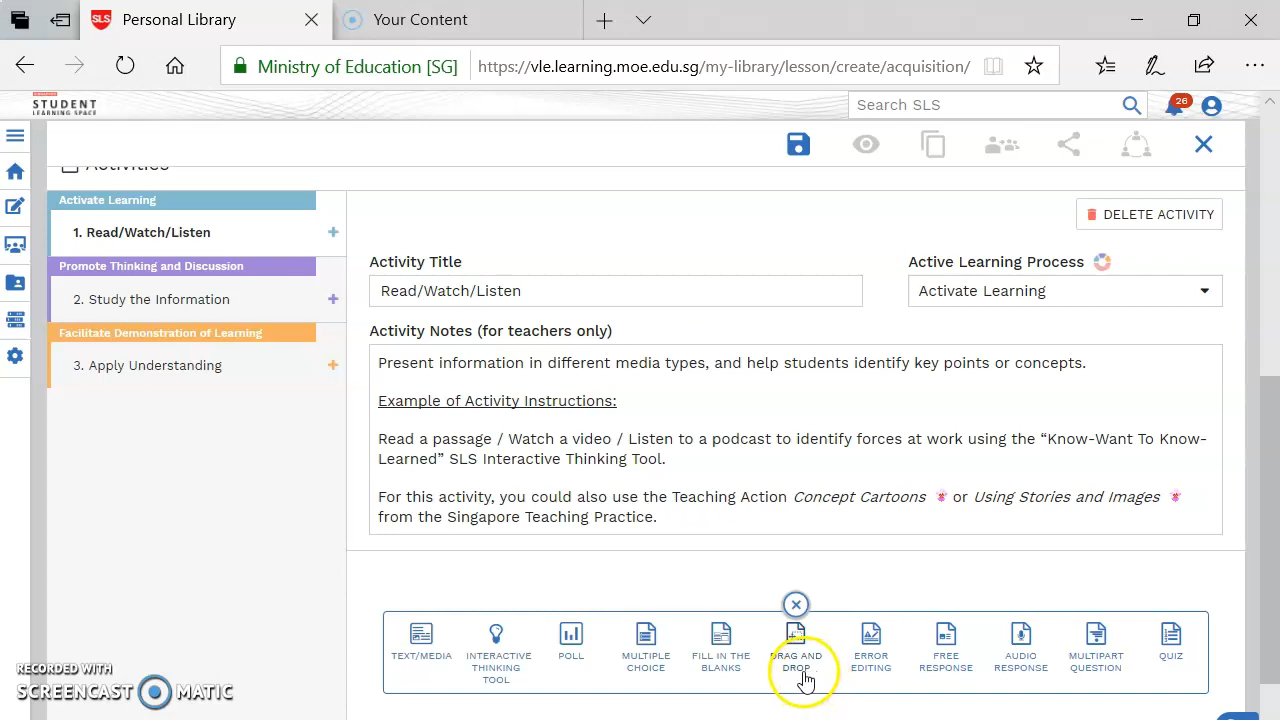 SLS Personal Library
Your Content
Ministry of Education [SG] https://vle.learning.moe.edu.sg/my-library/lesson/create/acquisition/
STUDENT
LEARNING SPACE
Search SLS
26
Activities
Activate Learning
1. Read/Watch/Listen
Promote Thinking and Discussion
2. Study the Information
Facilitate Demonstration of Learning
3. Apply Understanding
DELETE ACTIVITY
Activity Title
Active Learning Process
Read/Watch/Listen
Activate Learning
Activity Notes (for teachers only)
Present information in different media types, and help students identify key points or concepts.
Example of Activity Instructions:
Read a passage / Watch a video / Listen to a podcast to identify forces at work using the “Know-Want To Know-
Learned” SLS Interactive Thinking Tool.
For this activity, you could also use the Teaching Action Concept Cartoons or Using Stories and Images
from the Singapore Teaching Practice.
TEXT/MEDIA
INTERACTIVE
THINKING
TOOL
POLL
MULTIPLE
CHOICE
FILL IN THE
BLANKS
DRAG AND
DROP
ERROR
EDITING
FREE
RESPONSE
AUDIO
RESPONSE
MULTIPART
QUESTION
QUIZ
RECORDED WITH
SCREENCAST MATIC